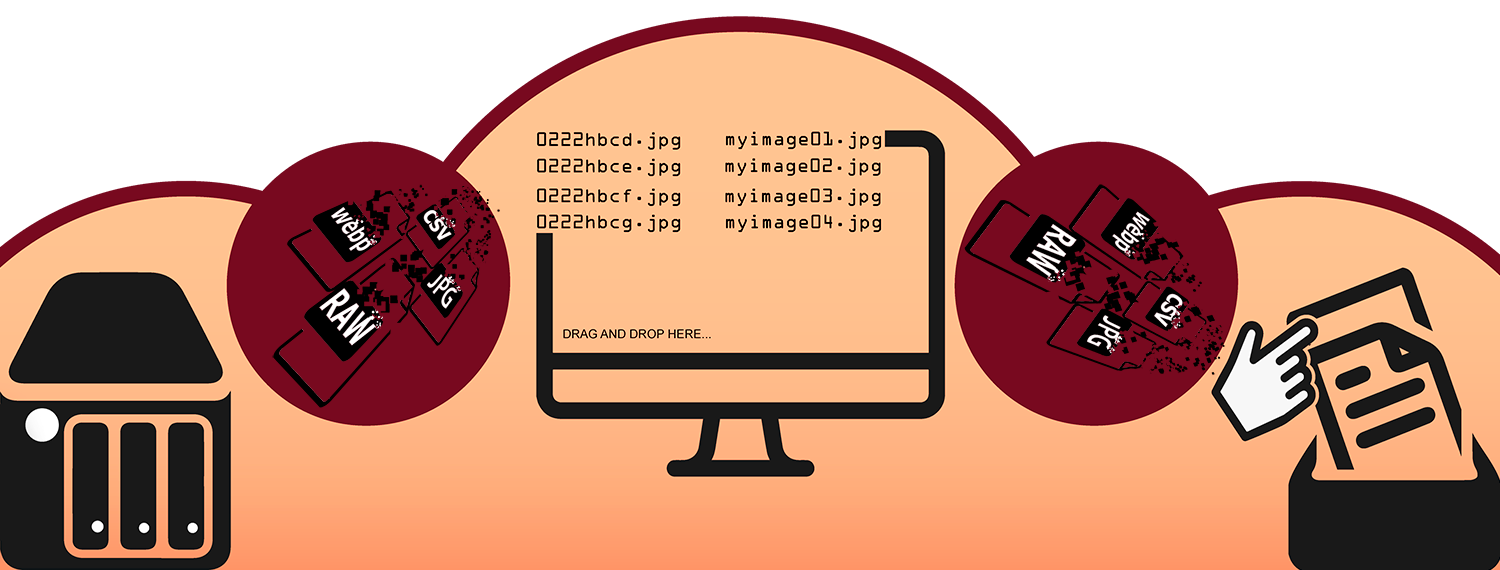 0222hbcd.jpg myimage01.jpg
0222hbce.jpg myimage02.jpg
0222hbcf.jpg myimage03.jpg
0222hbcg.jpg myimage04.jpg
DRAG AND DROP HERE...
webp
CSV
JPG
RAW
webp
RAW
CSV
JPG